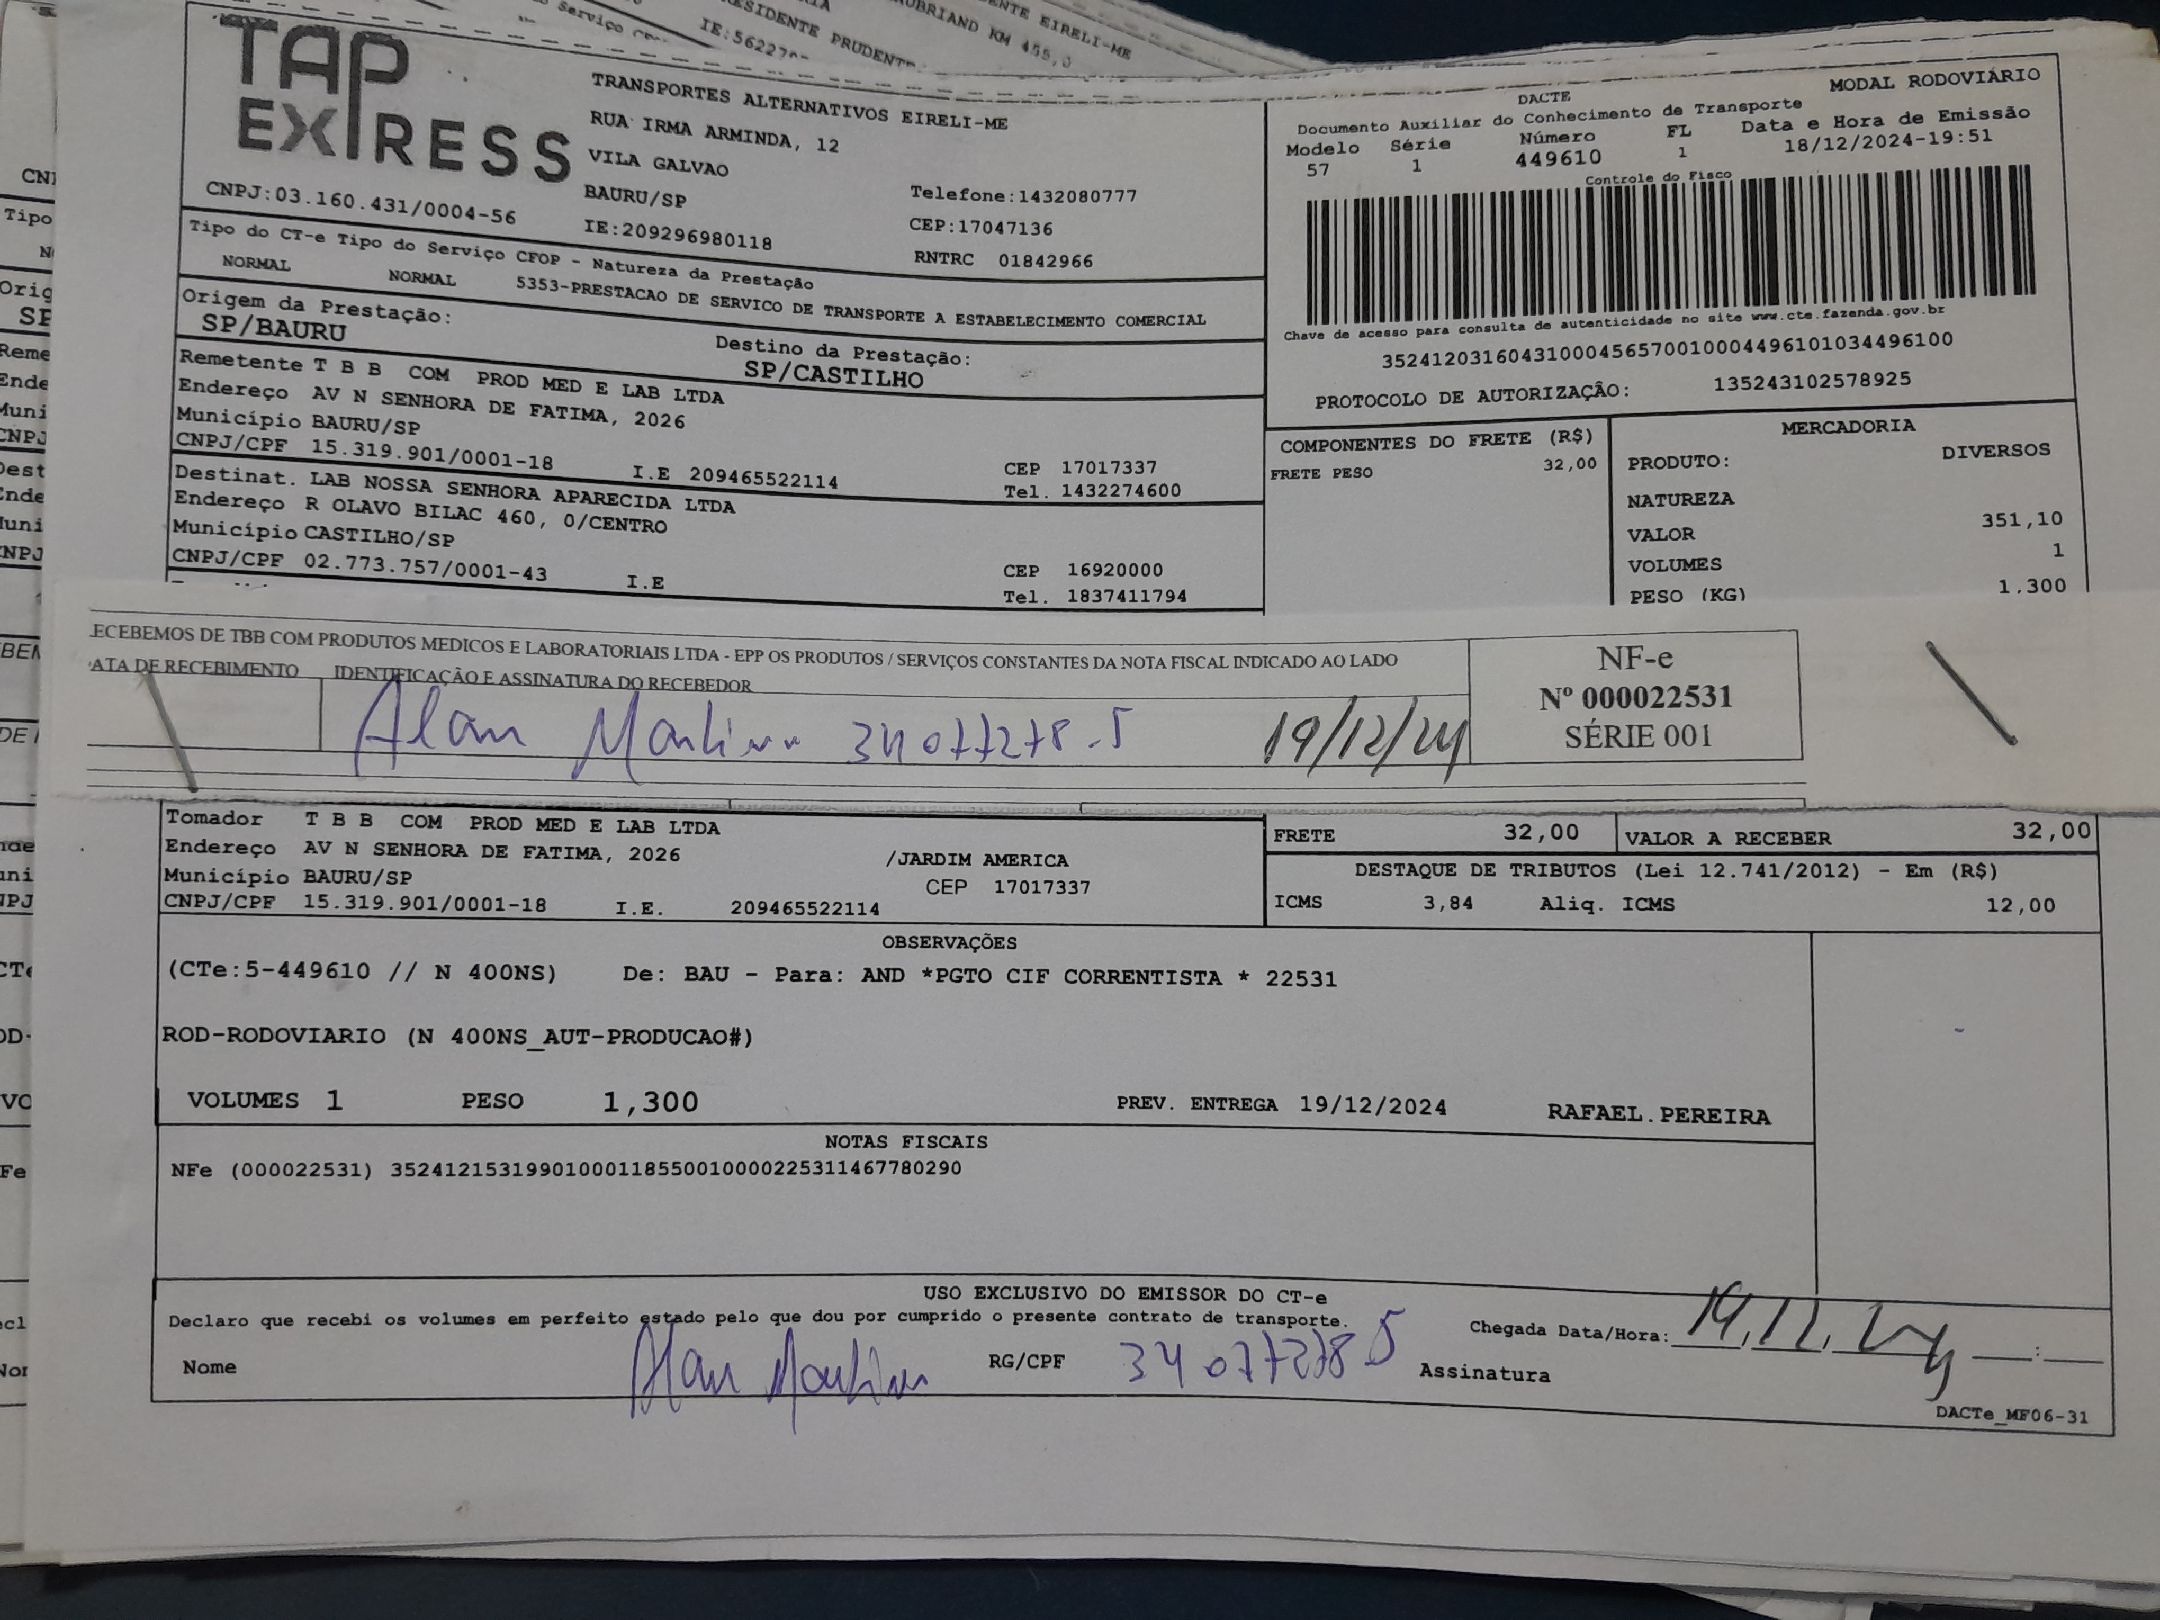 TAP
EXPRESS
CNPJ:03.160.431/0004-56
TRANSPORTES ALTERNATIVOS EIRELI-ME
RUA IRMA ARMINDA, 12
VILA GALVAO
BAURU/SP
IE:209296980118
Telefone:1432080777
CEP:17047136
RNTRC 01842966
DACTE
MODAL RODOVIÁRIO
Documento Auxiliar do Conhecimento de Transporte
Modelo Série Número FL Data e Hora de Emissão
57 1 449610 1 18/12/2024-19:51
Controle do Fisco
Chave de acesso para consulta de autenticidade no site www.cte.fazenda.gov.br
35241203160431000456570010004496101034496100
PROTOCOLO DE AUTORIZAÇÃO: 135243102578925
Tipo do CT-e Tipo do Serviço CFOP - Natureza da Prestação
NORMAL NORMAL 5353-PRESTACAO DE SERVICO DE TRANSPORTE A ESTABELECIMENTO COMERCIAL
Origem da Prestação:
SP/BAURU
Destino da Prestação:
SP/CASTILHO
Remetente T B B COM PROD MED E LAB LTDA
Endereço AV N SENHORA DE FATIMA, 2026
Município BAURU/SP
CEP 17017337
CNPJ/CPF 15.319.901/0001-18 I.E 209465522114
Tel. 1432274600
Destinat. LAB NOSSA SENHORA APARECIDA LTDA
Endereço R OLAVO BILAC 460, 0/CENTRO
Município CASTILHO/SP
CEP 16920000
CNPJ/CPF 02.773.757/0001-43 I.E
Tel. 1837411794
COMPONENTES DO FRETE (R$)
FRETE PESO 32,00
MERCADORIA
PRODUTO: DIVERSOS
NATUREZA
VALOR 351,10
VOLUMES 1
PESO (KG) 1,300
ECEBEMOS DE TBB COM PRODUTOS MEDICOS E LABORATORIAIS LTDA - EPP OS PRODUTOS / SERVIÇOS CONSTANTES DA NOTA FISCAL INDICADO AO LADO
ATA DE RECEBIMENTO IDENTIFICAÇÃO E ASSINATURA DO RECEBEDOR
Alan 34077278-5 19/12/24
NF-e
Nº 000022531
SÉRIE 001
Tomador T B B COM PROD MED E LAB LTDA
Endereço AV N SENHORA DE FATIMA, 2026 /JARDIM AMERICA
Município BAURU/SP CEP 17017337
CNPJ/CPF 15.319.901/0001-18 I.E. 209465522114
FRETE 32,00 VALOR A RECEBER 32,00
DESTAQUE DE TRIBUTOS (Lei 12.741/2012) - Em (R$)
ICMS 3,84 Aliq. ICMS 12,00
OBSERVAÇÕES
(CTe:5-449610 // N 400NS) De: BAU - Para: AND *PGTO CIF CORRENTISTA * 22531
ROD-RODOVIARIO (N 400NS_AUT-PRODUCAO#)
VOLUMES 1 PESO 1,300 PREV. ENTREGA 19/12/2024 RAFAEL.PEREIRA
NOTAS FISCAIS
NFe (000022531) 35241215319901000118550010000225311467780290
USO EXCLUSIVO DO EMISSOR DO CT-e
Declaro que recebi os volumes em perfeito estado pelo que dou por cumprido o presente contrato de transporte.
Chegada Data/Hora: 19,12,24
Nome Alan RG/CPF 34077278 5 Assinatura
DACTe_MF06-31